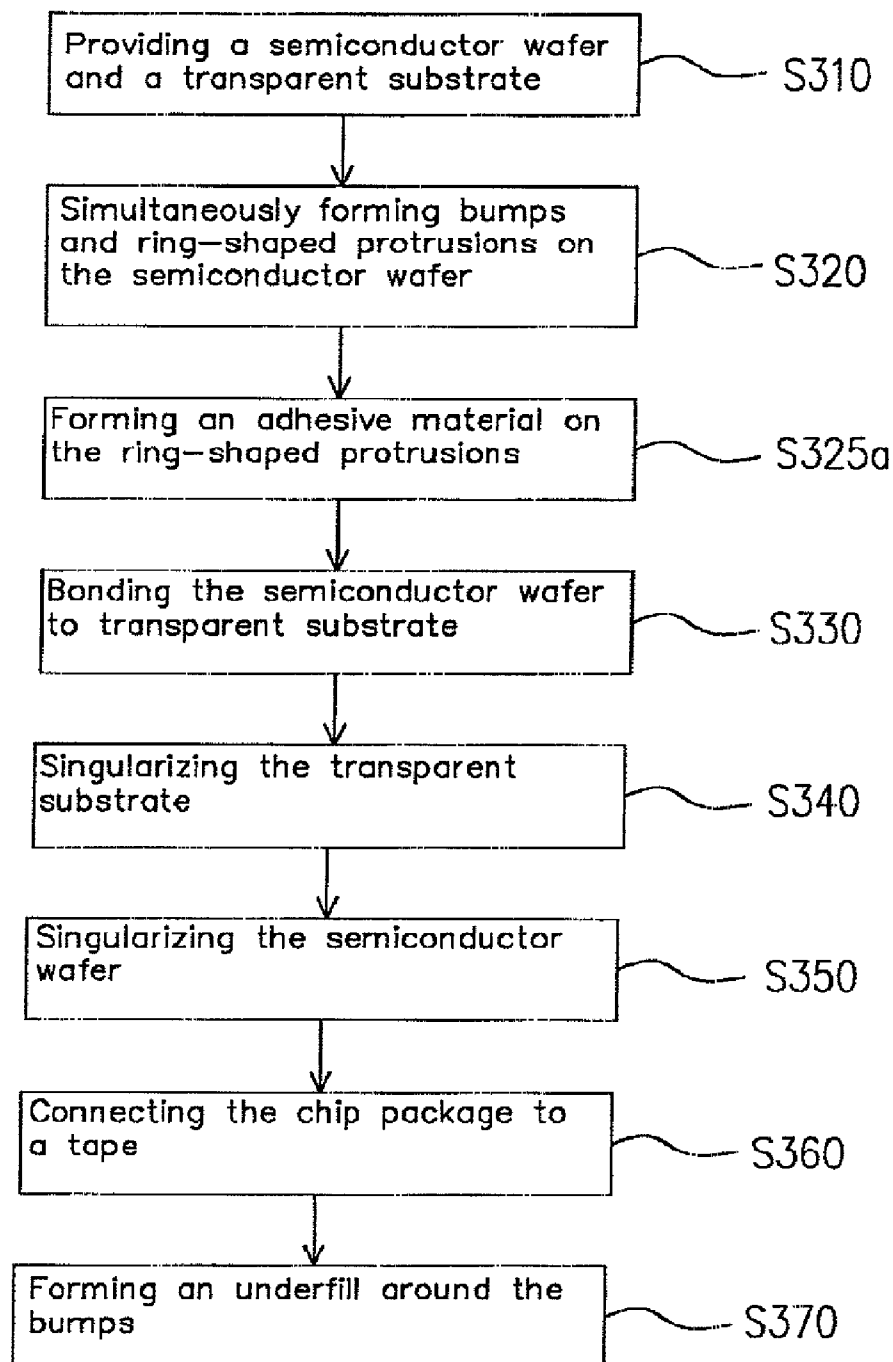 Providing a semiconductor wafer
and a transparent substrate
S310
Simultaneously forming bumps
and ring-shaped protrusions on
the semiconductor wafer
S320
Forming an adhesive material on
the ring-shaped protrusions
S325a
Bonding the semiconductor wafer
to transparent substrate
S330
Singularizing the transparent
substrate
S340
Singularizing the semiconductor
wafer
S350
Connecting the chip package to
a tape
S360
Forming an underfill around the
bumps
S370